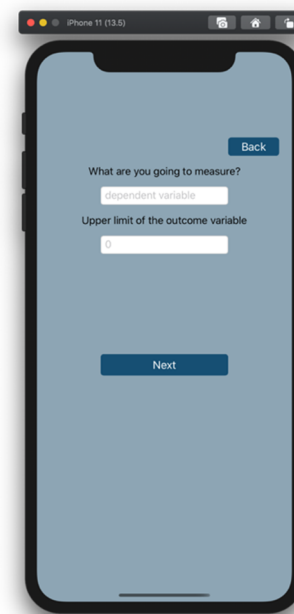 iPhone 11 (13.5)
Back
What are you going to measure?
dependent variable
Upper limit of the outcome variable
0
Next